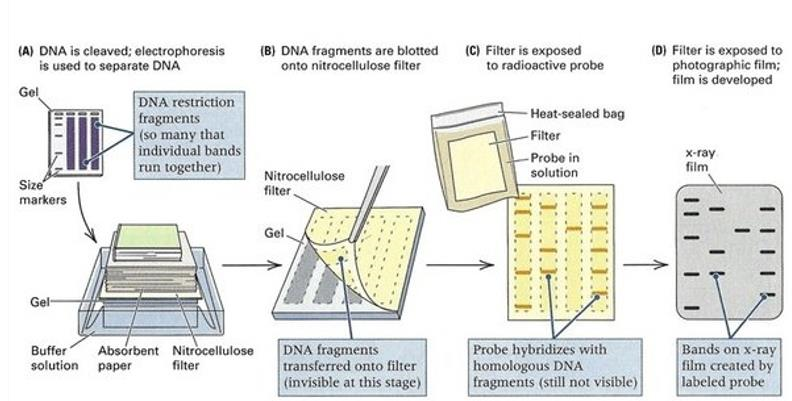 (A) DNA is cleaved; electrophoresis
is used to separate DNA
Gel
DNA restriction
fragments
(so many that
individual bands
run together)
Size
markers
Gel
Buffer
solution
Absorbent
paper
Nitrocellulose
filter
(B) DNA fragments are blotted
onto nitrocellulose filter
Nitrocellulose
filter
Gel
DNA fragments
transferred onto filter
(invisible at this stage)
(C) Filter is exposed
to radioactive probe
Heat-sealed bag
Filter
Probe in
solution
Probe hybridizes with
homologous DNA
fragments (still not visible)
(D) Filter is exposed to
photographic film;
film is developed
x-ray
film
Bands on x-ray
film created by
labeled probe